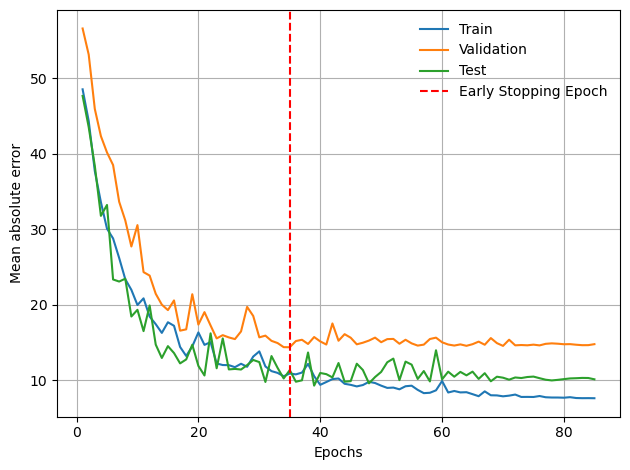 Train
Validation
Test
Early Stopping Epoch
Mean absolute error
50
40
30
20
10
0
20
40
60
80
Epochs